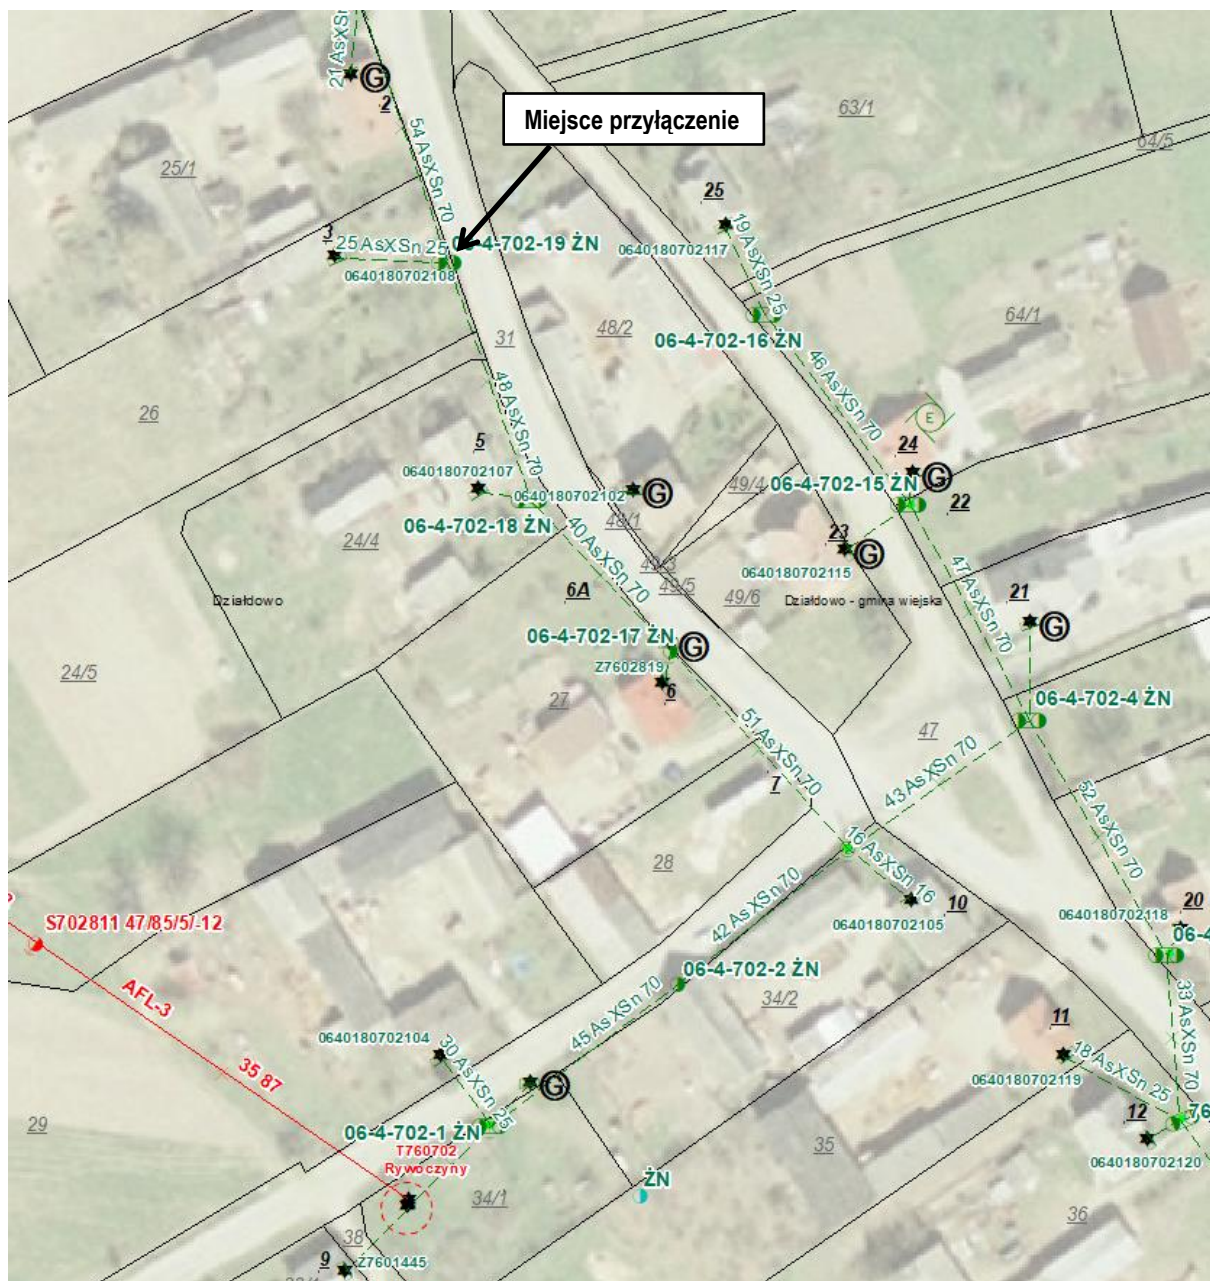 21 AsXSn
G
2
Miejsce przyłączenie
63/1
64/5
54 AsXSn 70
25/1
25
3
25 AsXSn 25
06-4-702-19 ŻN
0640180702117
19 AsXSn 25
0640180702108
64/1
31
48/2
06-4-702-16 ŻN
46 AsXSn 70
26
48 AsXSn 70
E
5
24
0640180702107
0640180702102
G
49/4
06-4-702-15 ŻN
G
22
06-4-702-18 ŻN
48/1
24/4
40 AsXSn 70
23
G
49/3
0640180702115
47 AsXSn 70
49/5
6A
49/6
Działdowo
Działdowo - gmina wiejska
21
G
06-4-702-17 ŻN
G
Z7602819
24/5
6
27
06-4-702-4 ŻN
51 AsXSn 70
47
43 AsXSn 70
7
52 AsXSn 70
16 AsXSn 16
28
42 AsXSn 70
10
20
0640180702118
S702811 47/85/5/-12
0640180702105
06-4
AFL-3
06-4-702-2 ŻN
45 AsXSn 70
34/2
33 AsXSn 70
11
0640180702104
30 AsXSn 25
35 87
18 AsXSn 25
0640180702119
G
29
06-4-702-1 ŻN
12
76
T760702
Rywoczyny
35
0640180702120
ŻN
34/1
36
38
9
Z7601445